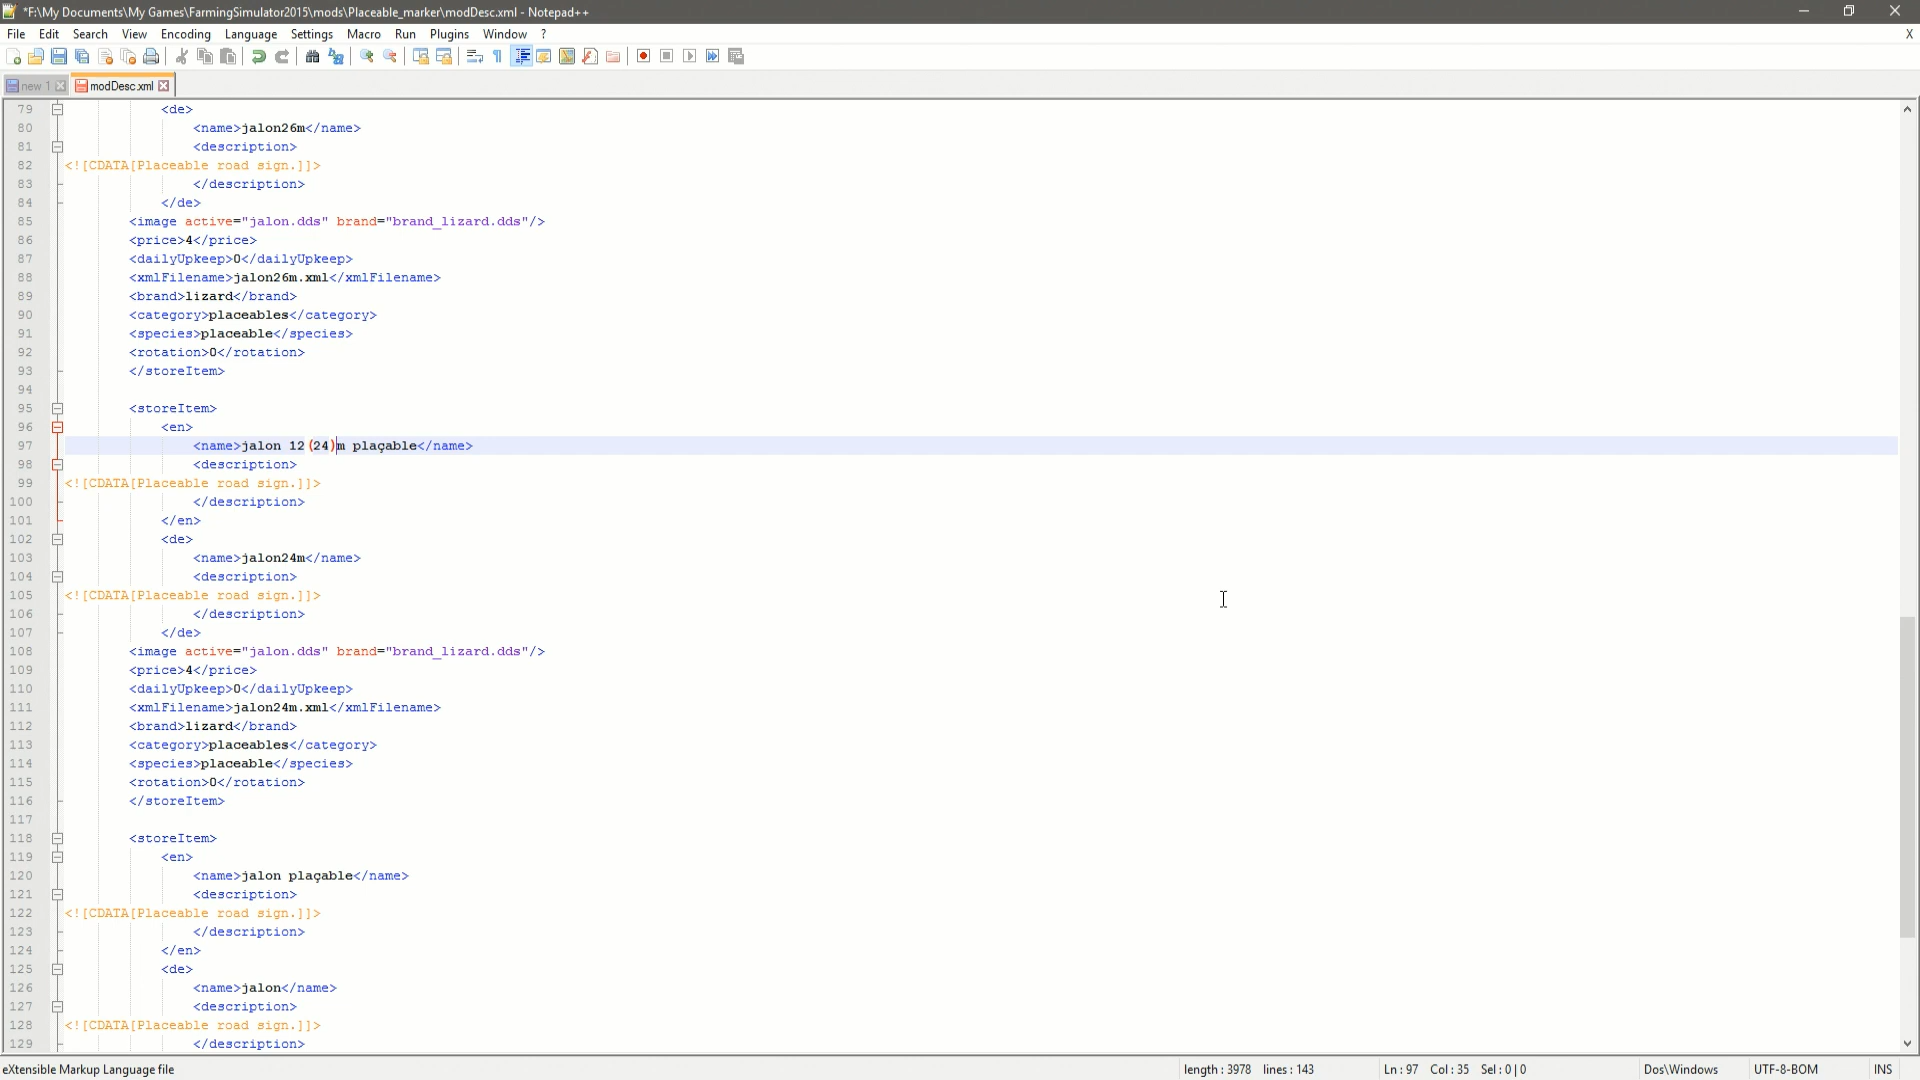 *F:\My Documents\My Games\FarmingSimulator2015\mods\Placeable_marker\modDesc.xml - Notepad++
File Edit Search View Encoding Language Settings Macro Run Plugins Window ? X
new 1 modDesc.xml
79 <de>
80 <name>jalon26m</name>
81 <description>
82 <![CDATA[Placeable road sign.]]>
83 </description>
84 </de>
85 <image active="jalon.dds" brand="brand_lizard.dds"/>
86 <price>4</price>
87 <dailyUpkeep>0</dailyUpkeep>
88 <xmlFilename>jalon26m.xml</xmlFilename>
89 <brand>lizard</brand>
90 <category>placeables</category>
91 <species>placeable</species>
92 <rotation>0</rotation>
93 </storeItem>
94
95 <storeItem>
96 <en>
97 <name>jalon 12(24)m plaçable</name>
98 <description>
99 <![CDATA[Placeable road sign.]]>
100 </description>
101 </en>
102 <de>
103 <name>jalon24m</name>
104 <description>
105 <![CDATA[Placeable road sign.]]>
106 </description>
107 </de>
108 <image active="jalon.dds" brand="brand_lizard.dds"/>
109 <price>4</price>
110 <dailyUpkeep>0</dailyUpkeep>
111 <xmlFilename>jalon24m.xml</xmlFilename>
112 <brand>lizard</brand>
113 <category>placeables</category>
114 <species>placeable</species>
115 <rotation>0</rotation>
116 </storeItem>
117
118 <storeItem>
119 <en>
120 <name>jalon plaçable</name>
121 <description>
122 <![CDATA[Placeable road sign.]]>
123 </description>
124 </en>
125 <de>
126 <name>jalon</name>
127 <description>
128 <![CDATA[Placeable road sign.]]>
129 </description>
eXtensible Markup Language file length : 3978 lines : 143 Ln : 97 Col : 35 Sel : 0 | 0 Dos\Windows UTF-8-BOM INS